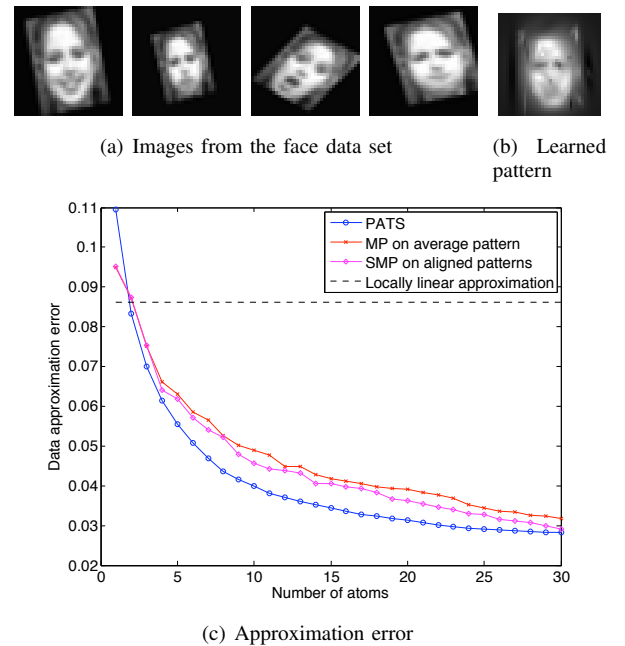 (a) Images from the face data set
(b) Learned
pattern
0.11
0.1
0.09
0.08
0.07
0.06
0.05
0.04
0.03
0.02
Data approximation error
PATS
MP on average pattern
SMP on aligned patterns
Locally linear approximation
0 5 10 15 20 25 30
Number of atoms
(c) Approximation error